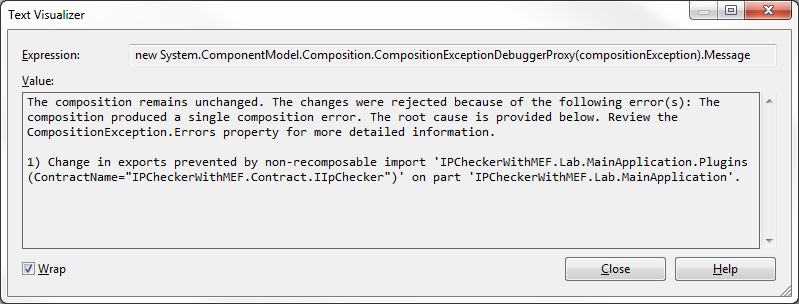 Text Visualizer
Expression: new System.ComponentModel.Composition.CompositionExceptionDebuggerProxy(compositionException).Message
Value:
The composition remains unchanged. The changes were rejected because of the following error(s): The
composition produced a single composition error. The root cause is provided below. Review the
CompositionException.Errors property for more detailed information.
1) Change in exports prevented by non-recomposable import 'IPCheckerWithMEF.Lab.MainApplication.Plugins
(ContractName="IPCheckerWithMEF.Contract.IIpChecker")' on part 'IPCheckerWithMEF.Lab.MainApplication'.
Wrap Close Help